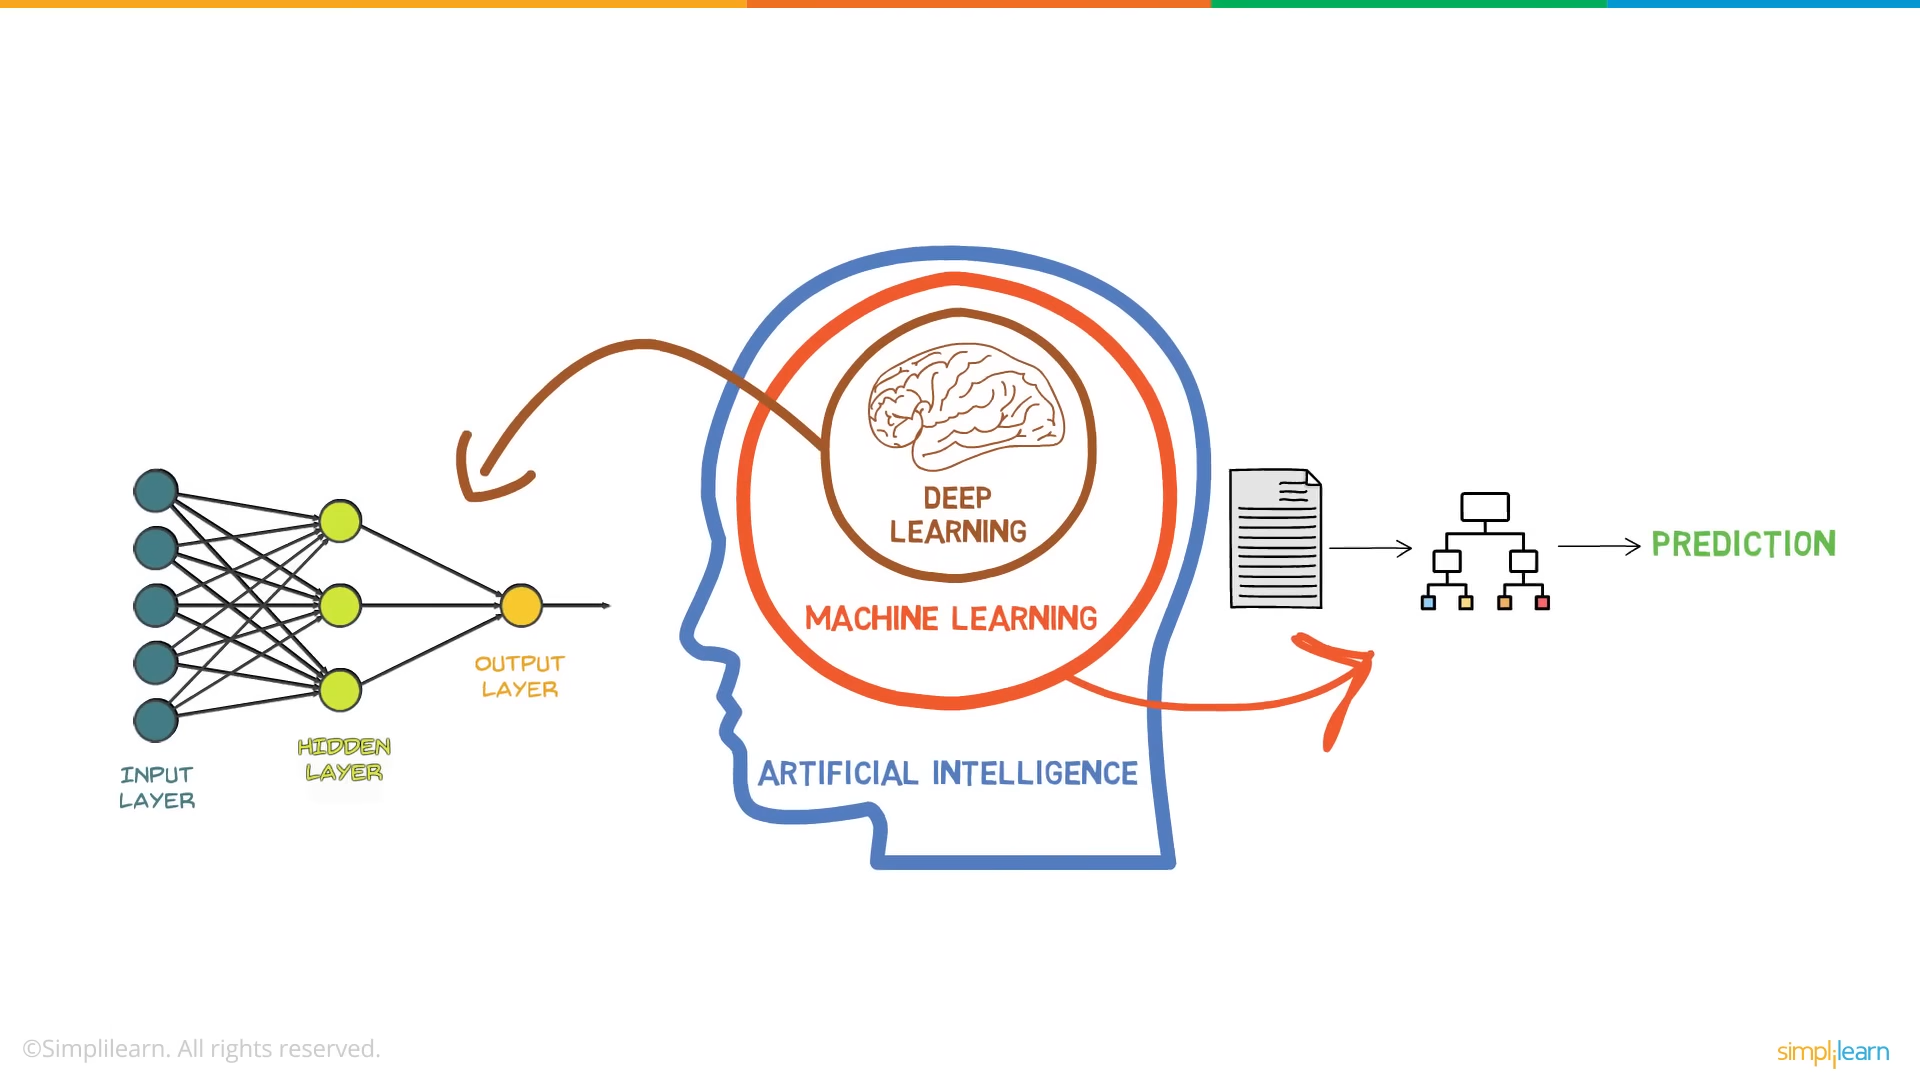 DEEP
LEARNING
MACHINE LEARNING
ARTIFICIAL INTELLIGENCE
INPUT
LAYER
HIDDEN
LAYER
OUTPUT
LAYER
PREDICTION
©Simplilearn. All rights reserved.
simplilearn